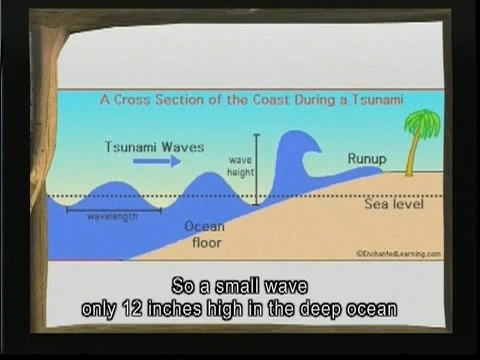 A Cross Section of the Coast During a Tsunami
Tsunami Waves
wave
height
Runup
wavelength
Sea level
Ocean
floor
©EnchantedLearning.com
So a small wave
only 12 inches high in the deep ocean